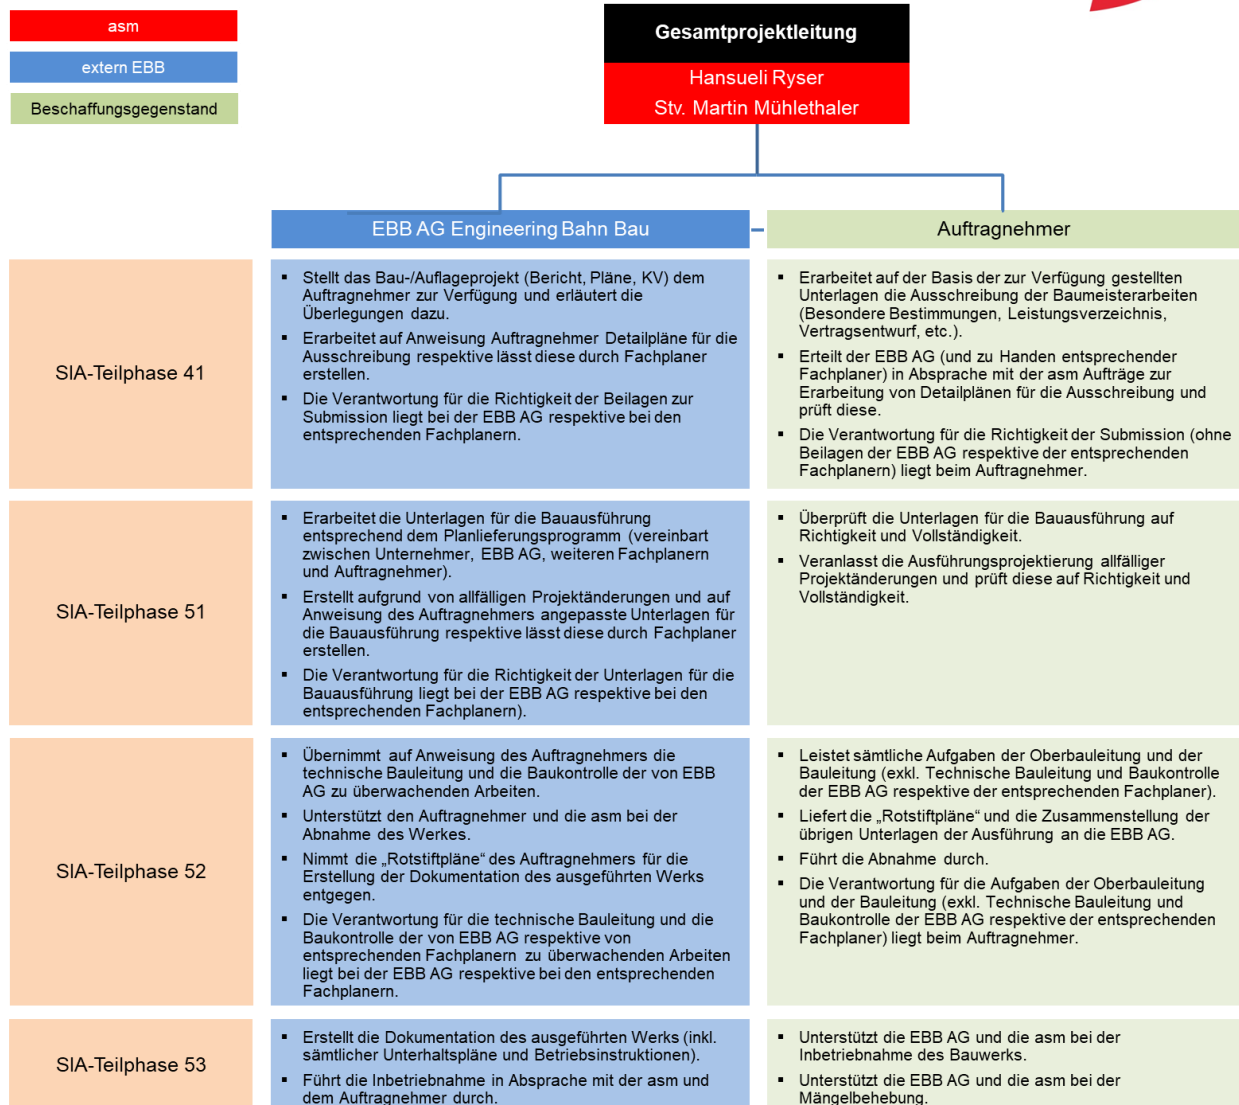 asm
extern EBB
Beschaffungsgegenstand
Gesamtprojektleitung
Hansueli Ryser
Stv. Martin Mühlethaler
EBB AG Engineering Bahn Bau
Auftragnehmer
SIA-Teilphase 41
▪ Stellt das Bau-/Auflageprojekt (Bericht, Pläne, KV) dem
Auftragnehmer zur Verfügung und erläutert die
Überlegungen dazu.
▪ Erarbeitet auf Anweisung Auftragnehmer Detailpläne für die
Ausschreibung respektive lässt diese durch Fachplaner
erstellen.
▪ Die Verantwortung für die Richtigkeit der Beilagen zur
Submission liegt bei der EBB AG respektive bei den
entsprechenden Fachplanern.
▪ Erarbeitet auf der Basis der zur Verfügung gestellten
Unterlagen die Ausschreibung der Baumeisterarbeiten
(Besondere Bestimmungen, Leistungsverzeichnis,
Vertragsentwurf, etc.).
▪ Erteilt der EBB AG (und zu Handen entsprechender
Fachplaner) in Absprache mit der asm Aufträge zur
Erarbeitung von Detailplänen für die Ausschreibung und
prüft diese.
▪ Die Verantwortung für die Richtigkeit der Submission (ohne
Beilagen der EBB AG respektive der entsprechenden
Fachplanern) liegt beim Auftragnehmer.
SIA-Teilphase 51
▪ Erarbeitet die Unterlagen für die Bauausführung
entsprechend dem Planlieferungsprogramm (vereinbart
zwischen Unternehmer, EBB AG, weiteren Fachplanern
und Auftragnehmer).
▪ Erstellt aufgrund von allfälligen Projektänderungen und auf
Anweisung des Auftragnehmers angepasste Unterlagen für
die Bauausführung respektive lässt diese durch Fachplaner
erstellen.
▪ Die Verantwortung für die Richtigkeit der Unterlagen für die
Bauausführung liegt bei der EBB AG respektive bei den
entsprechenden Fachplanern).
▪ Überprüft die Unterlagen für die Bauausführung auf
Richtigkeit und Vollständigkeit.
▪ Veranlasst die Ausführungsprojektierung allfälliger
Projektänderungen und prüft diese auf Richtigkeit und
Vollständigkeit.
SIA-Teilphase 52
▪ Übernimmt auf Anweisung des Auftragnehmers die
technische Bauleitung und die Baukontrolle der von EBB
AG zu überwachenden Arbeiten.
▪ Unterstützt den Auftragnehmer und die asm bei der
Abnahme des Werkes.
▪ Nimmt die „Rotstiftpläne“ des Auftragnehmers für die
Erstellung der Dokumentation des ausgeführten Werks
entgegen.
▪ Die Verantwortung für die technische Bauleitung und die
Baukontrolle der von EBB AG respektive von
entsprechenden Fachplanern zu überwachenden Arbeiten
liegt bei der EBB AG respektive bei den entsprechenden
Fachplanern.
▪ Leistet sämtliche Aufgaben der Oberbauleitung und der
Bauleitung (exkl. Technische Bauleitung und Baukontrolle
der EBB AG respektive der entsprechenden Fachplaner).
▪ Liefert die „Rotstiftpläne“ und die Zusammenstellung der
übrigen Unterlagen der Ausführung an die EBB AG.
▪ Führt die Abnahme durch.
▪ Die Verantwortung für die Aufgaben der Oberbauleitung
und der Bauleitung (exkl. Technische Bauleitung und
Baukontrolle der EBB AG respektive der entsprechenden
Fachplaner) liegt beim Auftragnehmer.
SIA-Teilphase 53
▪ Erstellt die Dokumentation des ausgeführten Werks (inkl.
sämtlicher Unterhaltspläne und Betriebsinstruktionen).
▪ Führt die Inbetriebnahme in Absprache mit der asm und
dem Auftragnehmer durch.
▪ Unterstützt die EBB AG und die asm bei der
Inbetriebnahme des Bauwerks.
▪ Unterstützt die EBB AG und die asm bei der
Mängelbehebung.